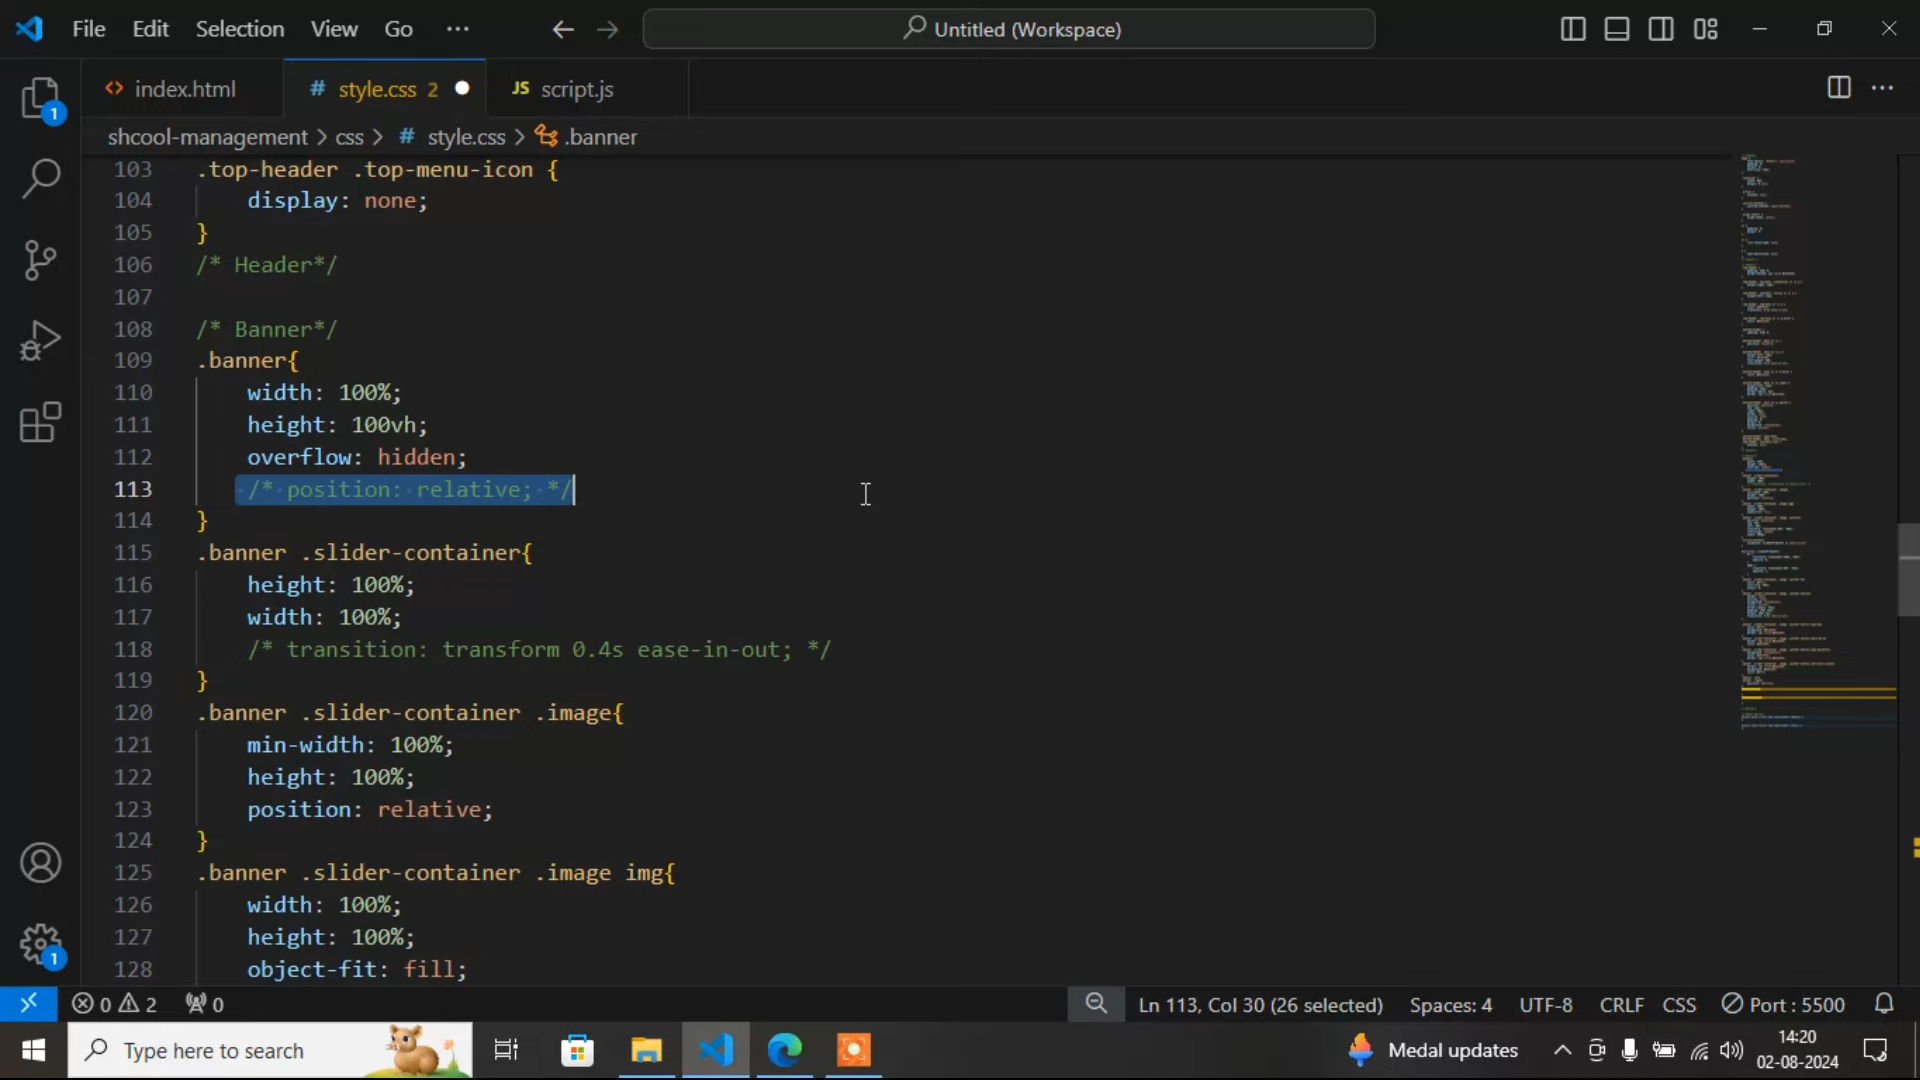 File Edit Selection View Go ··· Untitled (Workspace)
index.html # style.css 2 JS script.js
shcool-management > css > # style.css > .banner
103 .top-header .top-menu-icon {
104 display: none;
105 }
106 /* Header*/
107
108 /* Banner*/
109 .banner{
110 width: 100%;
111 height: 100vh;
112 overflow: hidden;
113 /* position: relative; */
114 }
115 .banner .slider-container{
116 height: 100%;
117 width: 100%;
118 /* transition: transform 0.4s ease-in-out; */
119 }
120 .banner .slider-container .image{
121 min-width: 100%;
122 height: 100%;
123 position: relative;
124 }
125 .banner .slider-container .image img{
126 width: 100%;
127 height: 100%;
128 object-fit: fill;
1
1
0 2 0 Ln 113, Col 30 (26 selected) Spaces: 4 UTF-8 CRLF CSS Port : 5500
Type here to search Medal updates 14:20
02-08-2024